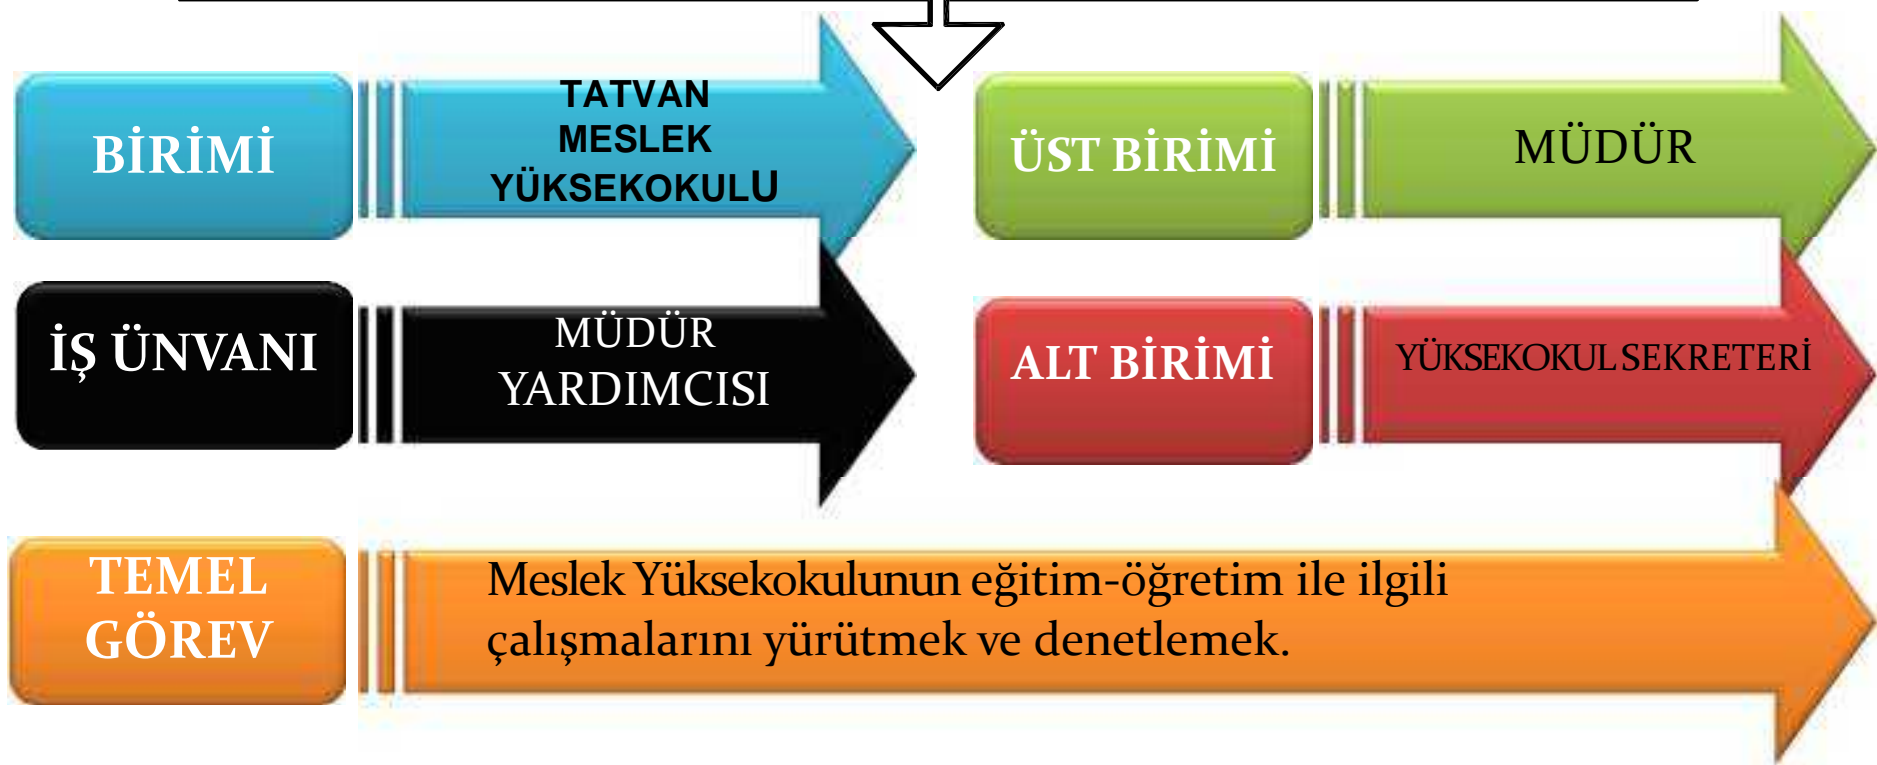 BİRİMİ
TATVAN
MESLEK
YÜKSEKOKULU
ÜST BİRİMİ
MÜDÜR
İŞ ÜNVANI
MÜDÜR
YARDIMCISI
ALT BİRİMİ
YÜKSEKOKUL SEKRETERİ
TEMEL
GÖREV
Meslek Yüksekokulunun eğitim-öğretim ile ilgili
çalışmalarını yürütmek ve denetlemek.